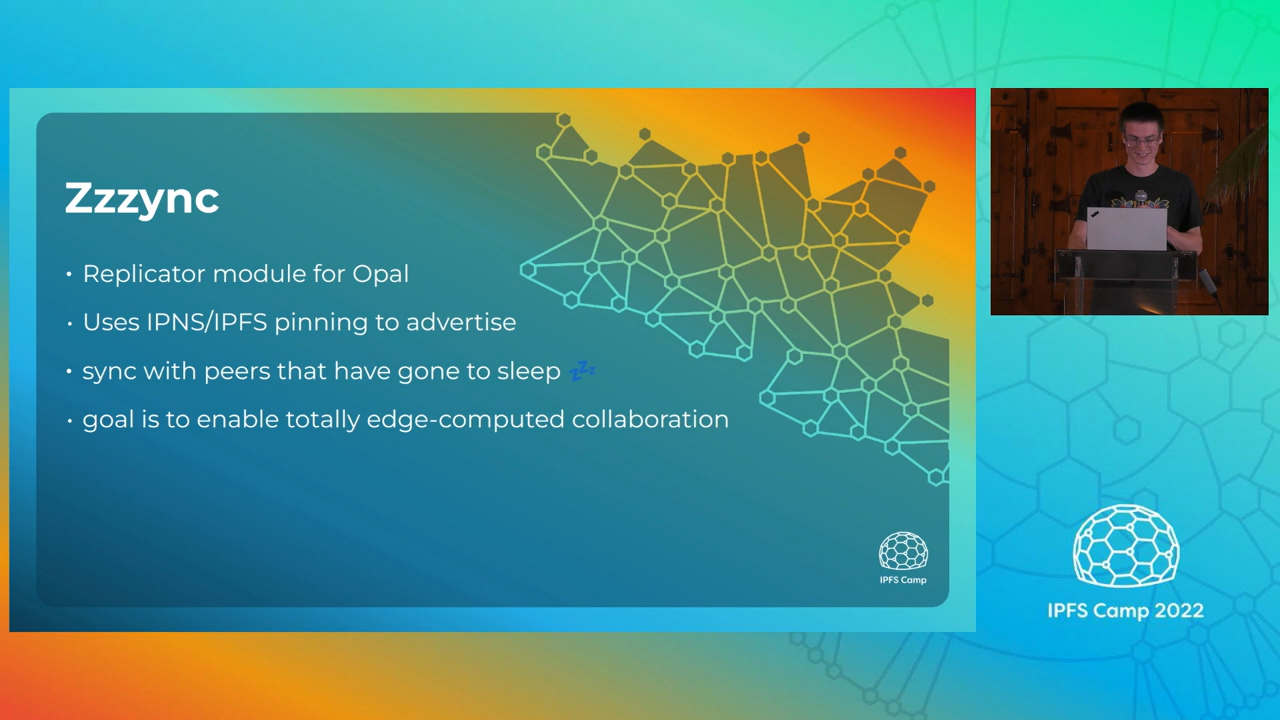 Zzzync
• Replicator module for Opal
• Uses IPNS/IPFS pinning to advertise
• sync with peers that have gone to sleep 💤
• goal is to enable totally edge-computed collaboration
IPFS Camp
IPFS Camp 2022